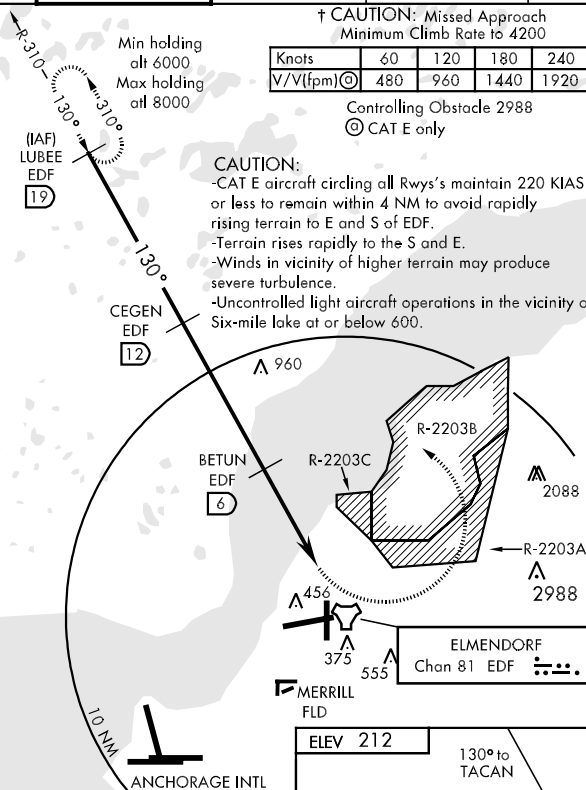 † CAUTION: Missed Approach
Minimum Climb Rate to 4200
Knots 60 120 180 240
V/V(fpm) ⓐ 480 960 1440 1920
Controlling Obstacle 2988
ⓐ CAT E only
R-310
Min holding
alt 6000
Max holding
atl 8000
130°
310°
(IAF)
LUBEE
EDF
19
CAUTION:
-CAT E aircraft circling all Rwys's maintain 220 KIAS
or less to remain within 4 NM to avoid rapidly
rising terrain to E and S of EDF.
-Terrain rises rapidly to the S and E.
-Winds in vicinity of higher terrain may produce
severe turbulence.
-Uncontrolled light aircraft operations in the vicinity o
Six-mile lake at or below 600.
130°
CEGEN
EDF
12
960
BETUN
EDF
6
R-2203C
R-2203B
2088
R-2203A
2988
456
375
555
ELMENDORF
Chan 81 EDF
MERRILL
FLD
10 NM
ANCHORAGE INTL
ELEV 212
130° to
TACAN